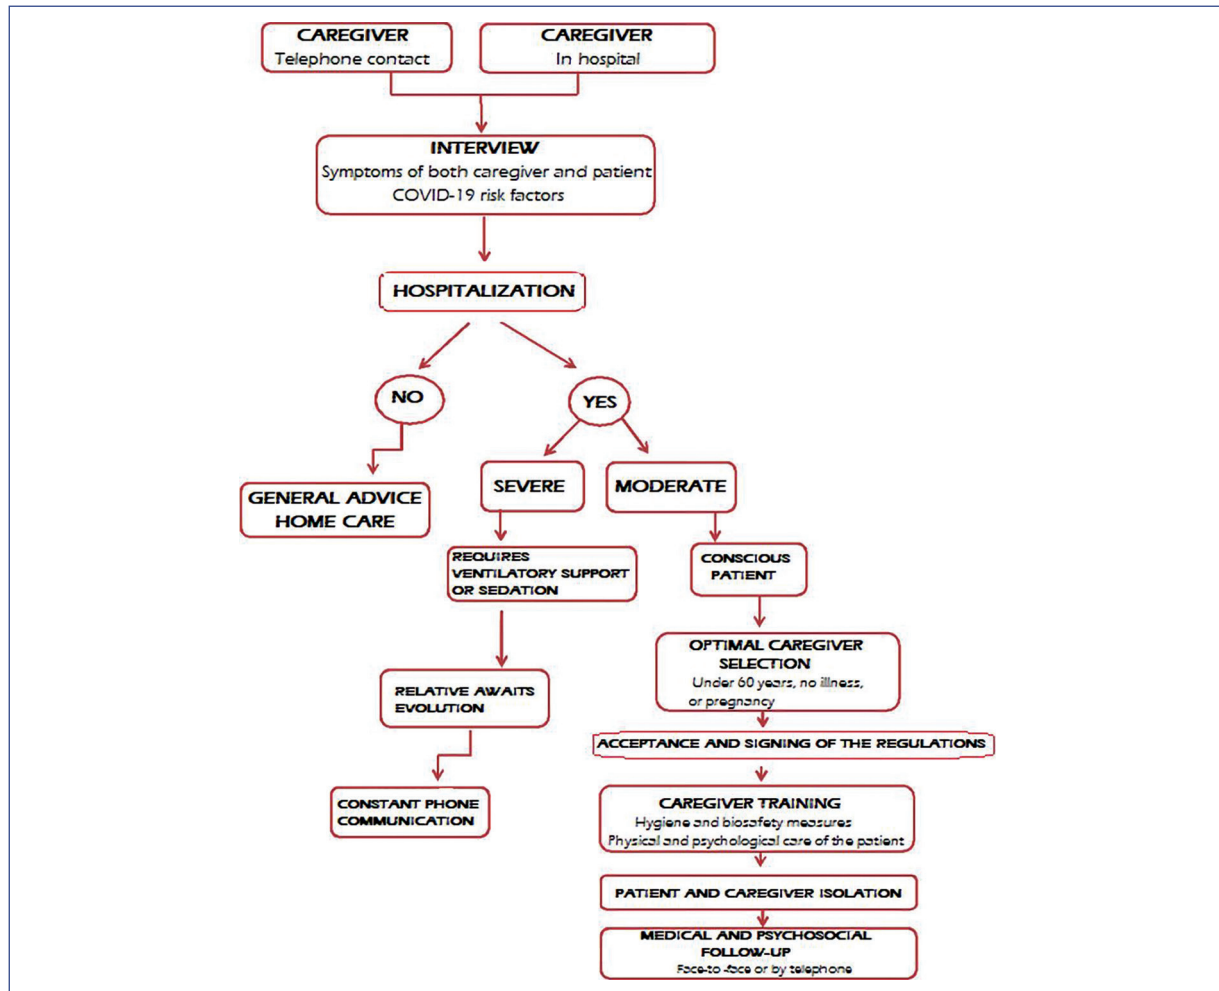 CAREGIVER
Telephone contact
CAREGIVER
In hospital
INTERVIEW
Symptoms of both caregiver and patient
COVID-19 risk factors
HOSPITALIZATION
NO
YES
GENERAL ADVICE
HOME CARE
SEVERE
MODERATE
REQUIRES
VENTILATORY SUPPORT
OR SEDATION
CONSCIOUS
PATIENT
RELATIVE AWAITS
EVOLUTION
OPTIMAL CAREGIVER
SELECTION
Under 60 years, no illness,
or pregnancy
CONSTANT PHONE
COMMUNICATION
ACCEPTANCE AND SIGNING OF THE REGULATIONS
CAREGIVER TRAINING
Hygiene and biosafety measures
Physical and psychological care of the patient
PATIENT AND CAREGIVER ISOLATION
MEDICAL AND PSYCHOSOCIAL
FOLLOW-UP
Face-to -face or by telephone